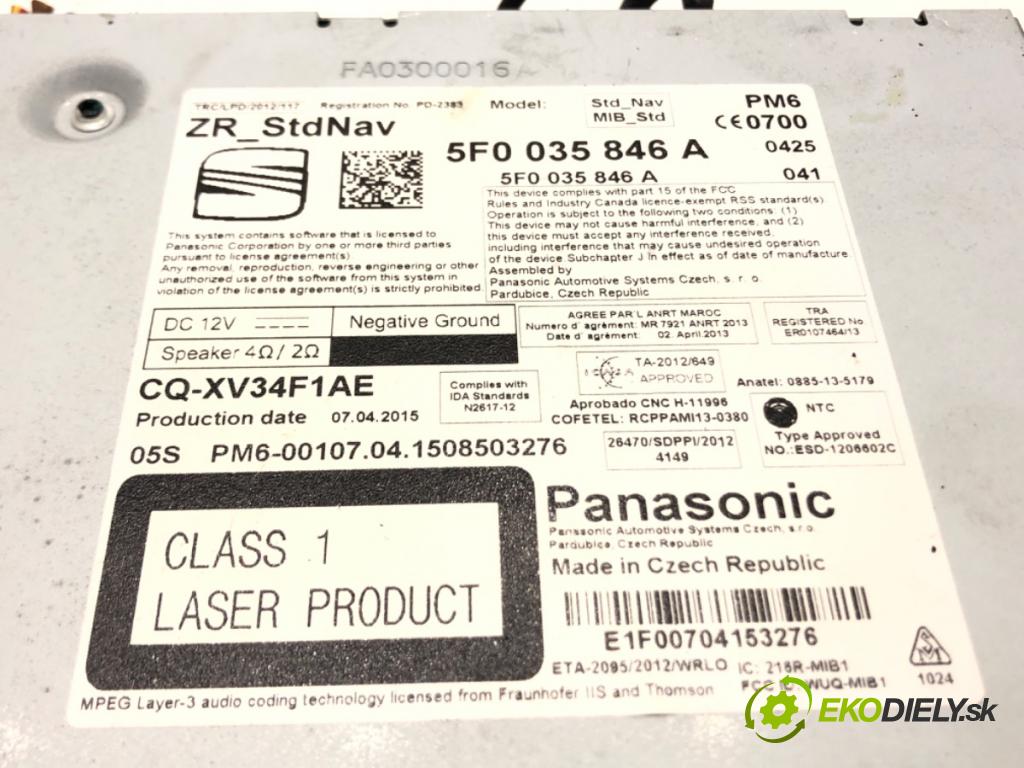 FA0300016
TRC/LPD/2012/117 Registration No. PD-2383 Model: Std_Nav MIB_Std PM6
ZR_StdNav
CE0700
5F0 035 846 A 0425
5F0 035 846 A 041
This device complies with part 15 of the FCC
Rules and Industry Canada licence-exempt RSS standard(s).
Operation is subject to the following two conditions. (1)
This device may not cause harmful interference, and (2)
this device must accept any interference received,
including interference that may cause undesired operation
of the device.Subchapter J In effect as of date of manufacture.
Assembled by
Panasonic Automotive Systems Czech, s. r. o.
Pardubice, Czech Republic
This system contains software that is licensed to
Panasonic Corporation by one or more third parties
pursuant to license agreement(s).
Any removal, reproduction, reverse engineering or other
unauthorized use of the software from this system in
violation of the license agreement(s) is strictly prohibited.
DC 12V Negative Ground
Speaker 4Ω/2Ω
AGREE PAR L ANRT MAROC
Numero d' agrèment: MR 7921 ANRT 2013
Date d' agrèment: 02. April.2013
TRA
REGISTERED No
ER0107464/13
TA-2012/649
APPROVED
Anatel: 0885-13-5179
CQ-XV34F1AE
Complies with
IDA Standards
N2617-12
Aprobado CNC H-11996
COFETEL: RCPPAMI13-0380
NTC
Type Approved
NO.:ESD-1206602C
Production date 07.04.2015
26470/SDPPI/2012
4149
05S PM6-00107.04.1508503276
CLASS 1
LASER PRODUCT
Panasonic
Panasonic Automotive Systems Czech, s.r.o.
Pardubice, Czech Republic
Made in Czech Republic
E1F00704153276
ETA-2095/2012/WRLO IC: 216R-MIB1
WUQ-MIB1
1024
MPEG Layer-3 audio coding technology licensed from Fraunhofer IIS and Thomson
EKODIELY.sk